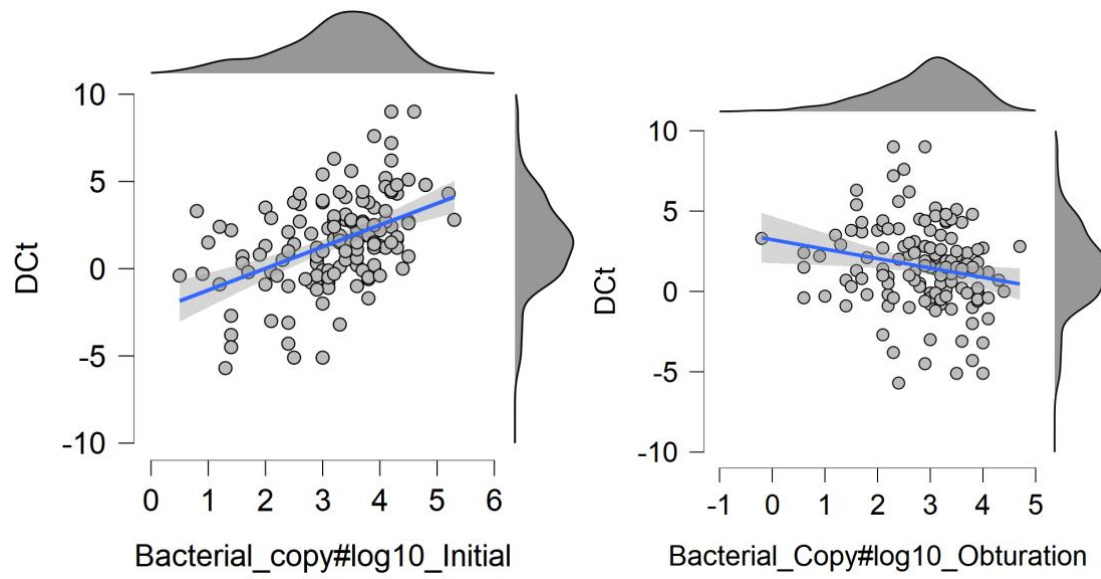 10
5
0
-5
-10
DCt
0 1 2 3 4 5 6
Bacterial_copy#log10_Initial
10
5
0
-5
-10
DCt
-1 0 1 2 3 4 5
Bacterial_Copy#log10_Obturation